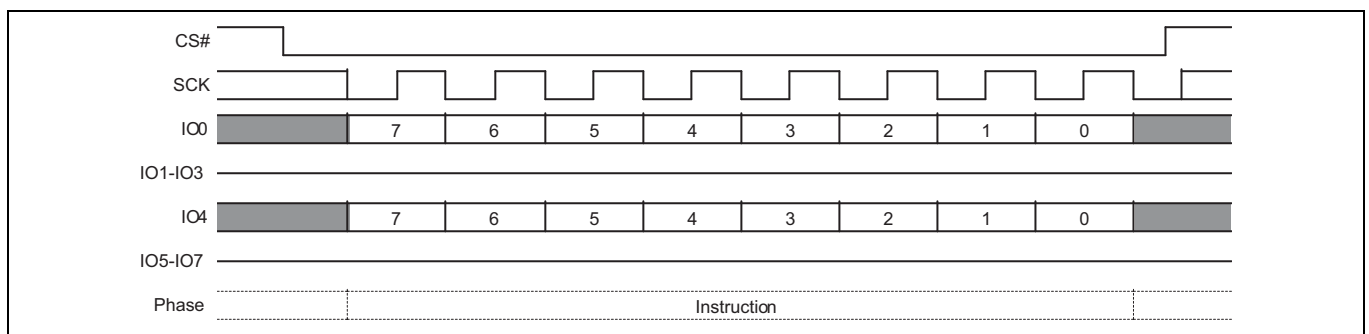 CS#
SCK
IO0 7 6 5 4 3 2 1 0
IO1-IO3
IO4 7 6 5 4 3 2 1 0
IO5-IO7
Phase Instruction